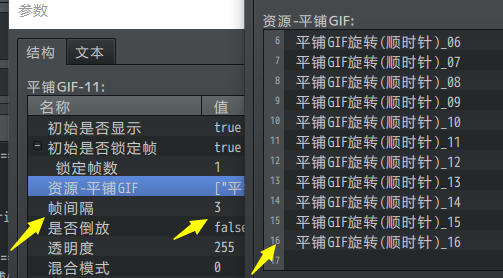 参数
结构 文本
平铺GIF-11:
名称 值
初始是否显示 true
初始是否锁定帧 true
锁定帧数 1
资源-平铺GIF ["平
帧间隔 3
是否倒放 false
透明度 255
混合模式 0
资源-平铺GIF:
6 平铺GIF旋转(顺时针)_06
7 平铺GIF旋转(顺时针)_07
8 平铺GIF旋转(顺时针)_08
9 平铺GIF旋转(顺时针)_09
10 平铺GIF旋转(顺时针)_10
11 平铺GIF旋转(顺时针)_11
12 平铺GIF旋转(顺时针)_12
13 平铺GIF旋转(顺时针)_13
14 平铺GIF旋转(顺时针)_14
15 平铺GIF旋转(顺时针)_15
16 平铺GIF旋转(顺时针)_16
17